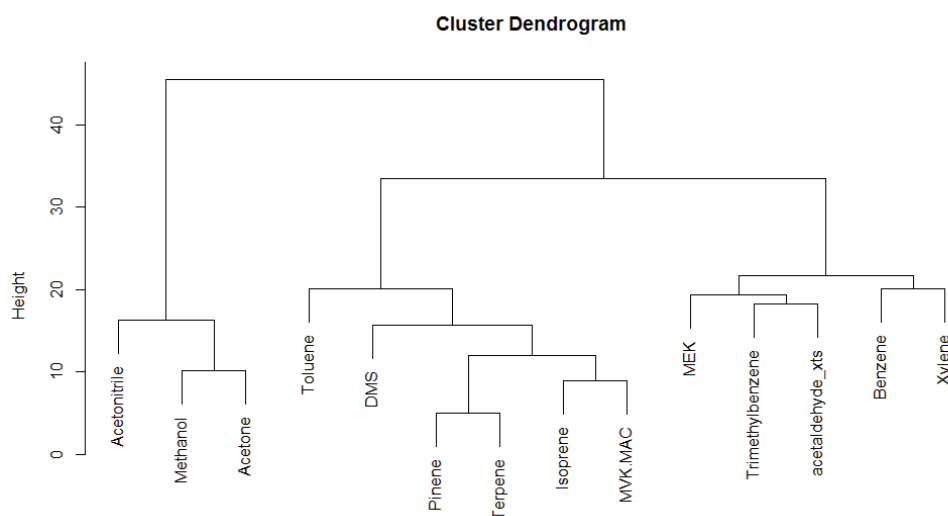 Cluster Dendrogram
Height
0
10
20
30
40
Acetonitrile
Methanol
Acetone
Toluene
DMS
Pinene
Terpene
Isoprene
MVK.MAC
MEK
Trimethylbenzene
acetaldehyde_xts
Benzene
Xylene